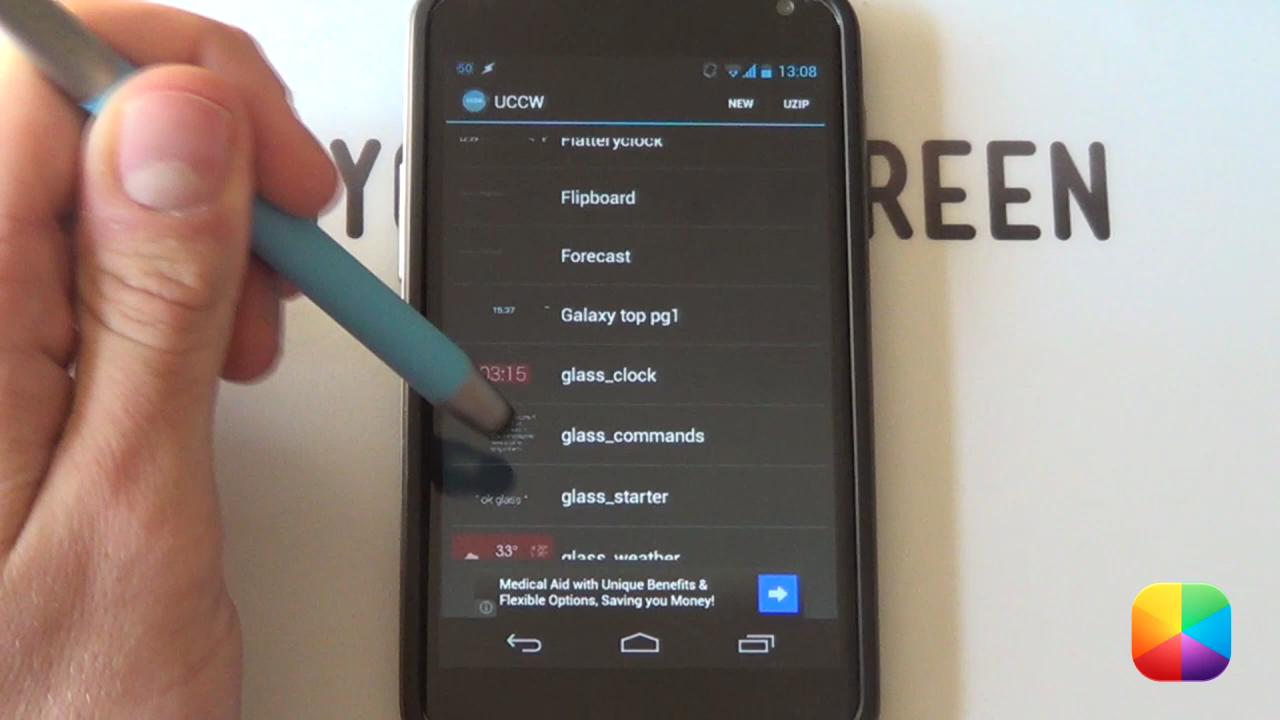 50
13:08
UCCW
NEW
UZIP
Flatteryclock
Flipboard
Forecast
15:37
Galaxy top pg1
03:15
glass_clock
glass_commands
"ok glass"
glass_starter
33°
glass_weather
Medical Aid with Unique Benefits &
Flexible Options, Saving you Money!
REEN